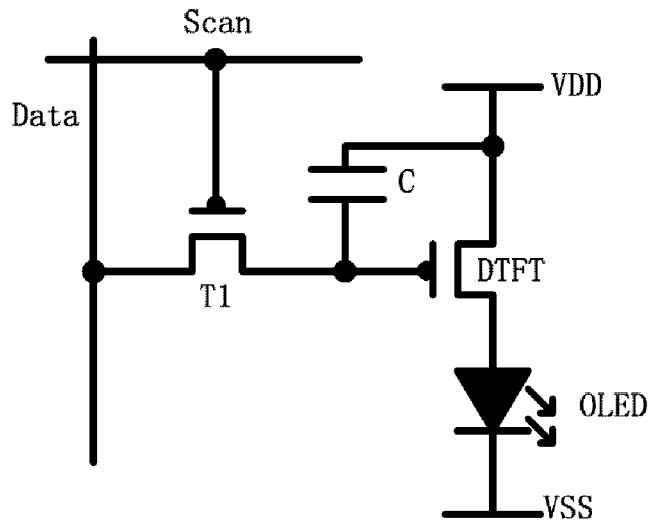 Scan
VDD
Data
C
DTFT
T1
OLED
VSS